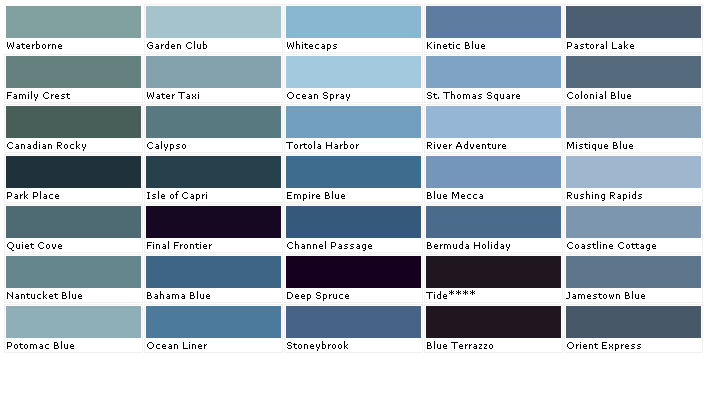 Waterborne
Garden Club
Whitecaps
Kinetic Blue
Pastoral Lake
Family Crest
Water Taxi
Ocean Spray
St. Thomas Square
Colonial Blue
Canadian Rocky
Calypso
Tortola Harbor
River Adventure
Mistique Blue
Park Place
Isle of Capri
Empire Blue
Blue Mecca
Rushing Rapids
Quiet Cove
Final Frontier
Channel Passage
Bermuda Holiday
Coastline Cottage
Nantucket Blue
Bahama Blue
Deep Spruce
Tide****
Jamestown Blue
Potomac Blue
Ocean Liner
Stoneybrook
Blue Terrazzo
Orient Express